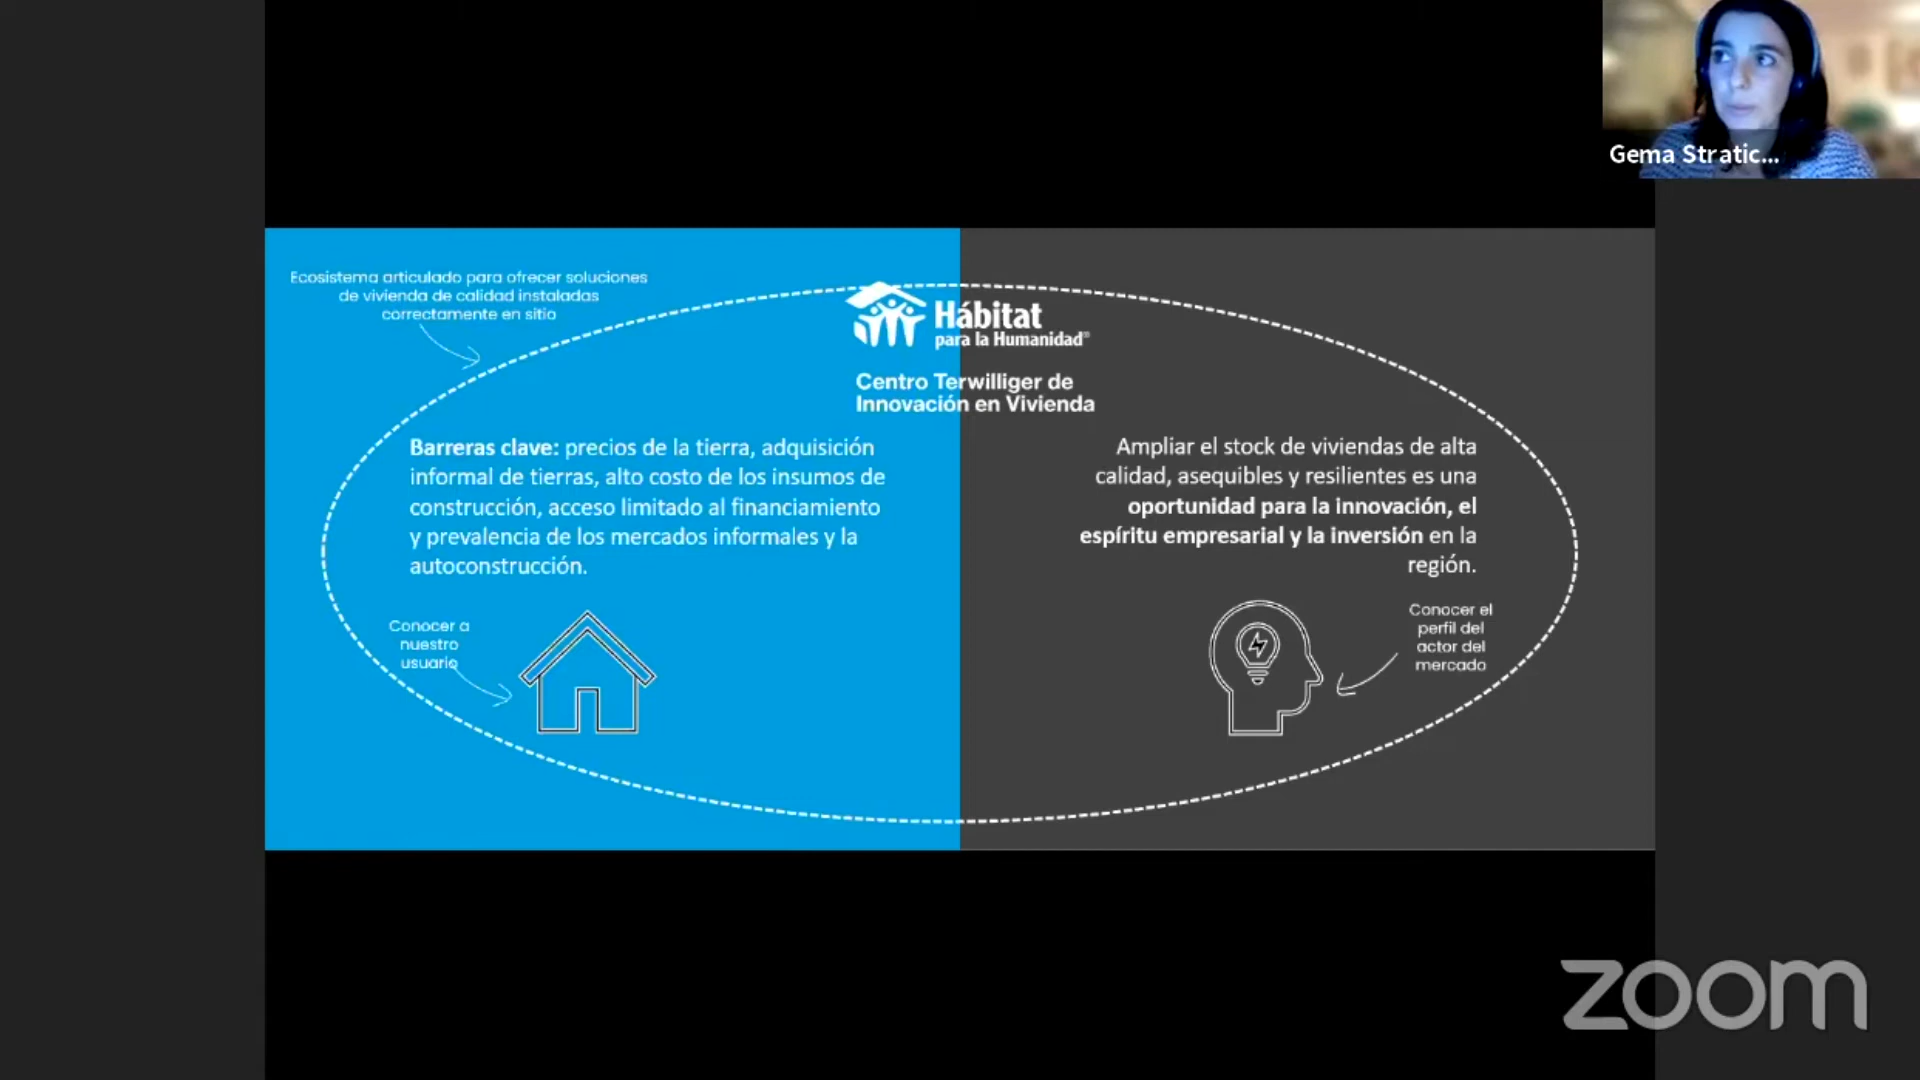 Gema Stratic...
Ecosistema articulado para ofrecer soluciones
de vivienda de calidad instaladas
correctamente en sitio
Hábitat
para la Humanidad®
Centro Terwilliger de
Innovación en Vivienda
Barreras clave: precios de la tierra, adquisición
informal de tierras, alto costo de los insumos de
construcción, acceso limitado al financiamiento
y prevalencia de los mercados informales y la
autoconstrucción.
Ampliar el stock de viviendas de alta
calidad, asequibles y resilientes es una
oportunidad para la innovación, el
espíritu empresarial y la inversión en la
región.
Conocer a
nuestro
usuario
Conocer el
perfil del
actor del
mercado
zoom